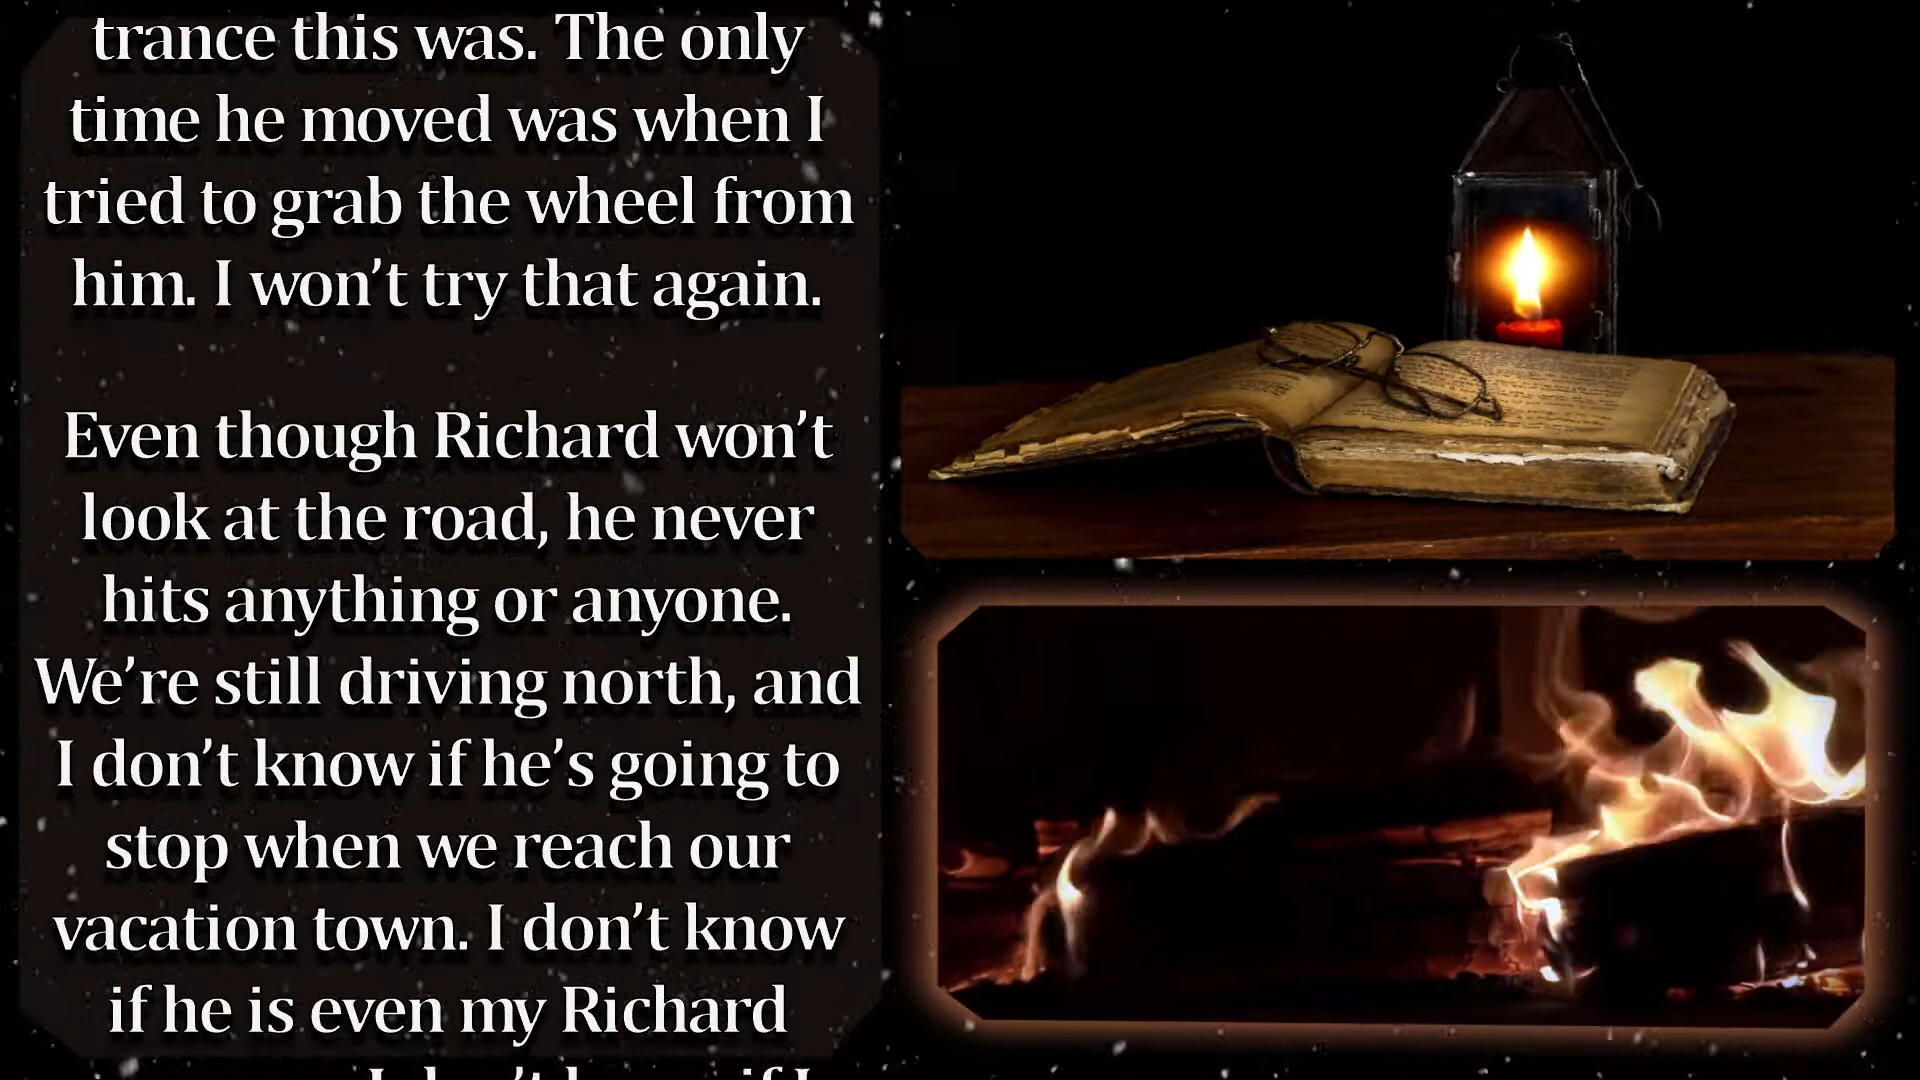 trance this was. The only
time he moved was when I
tried to grab the wheel from
him. I won’t try that again.
Even though Richard won’t
look at the road, he never
hits anything or anyone.
We’re still driving north, and
I don’t know if he’s going to
stop when we reach our
vacation town. I don’t know
if he is even my Richard